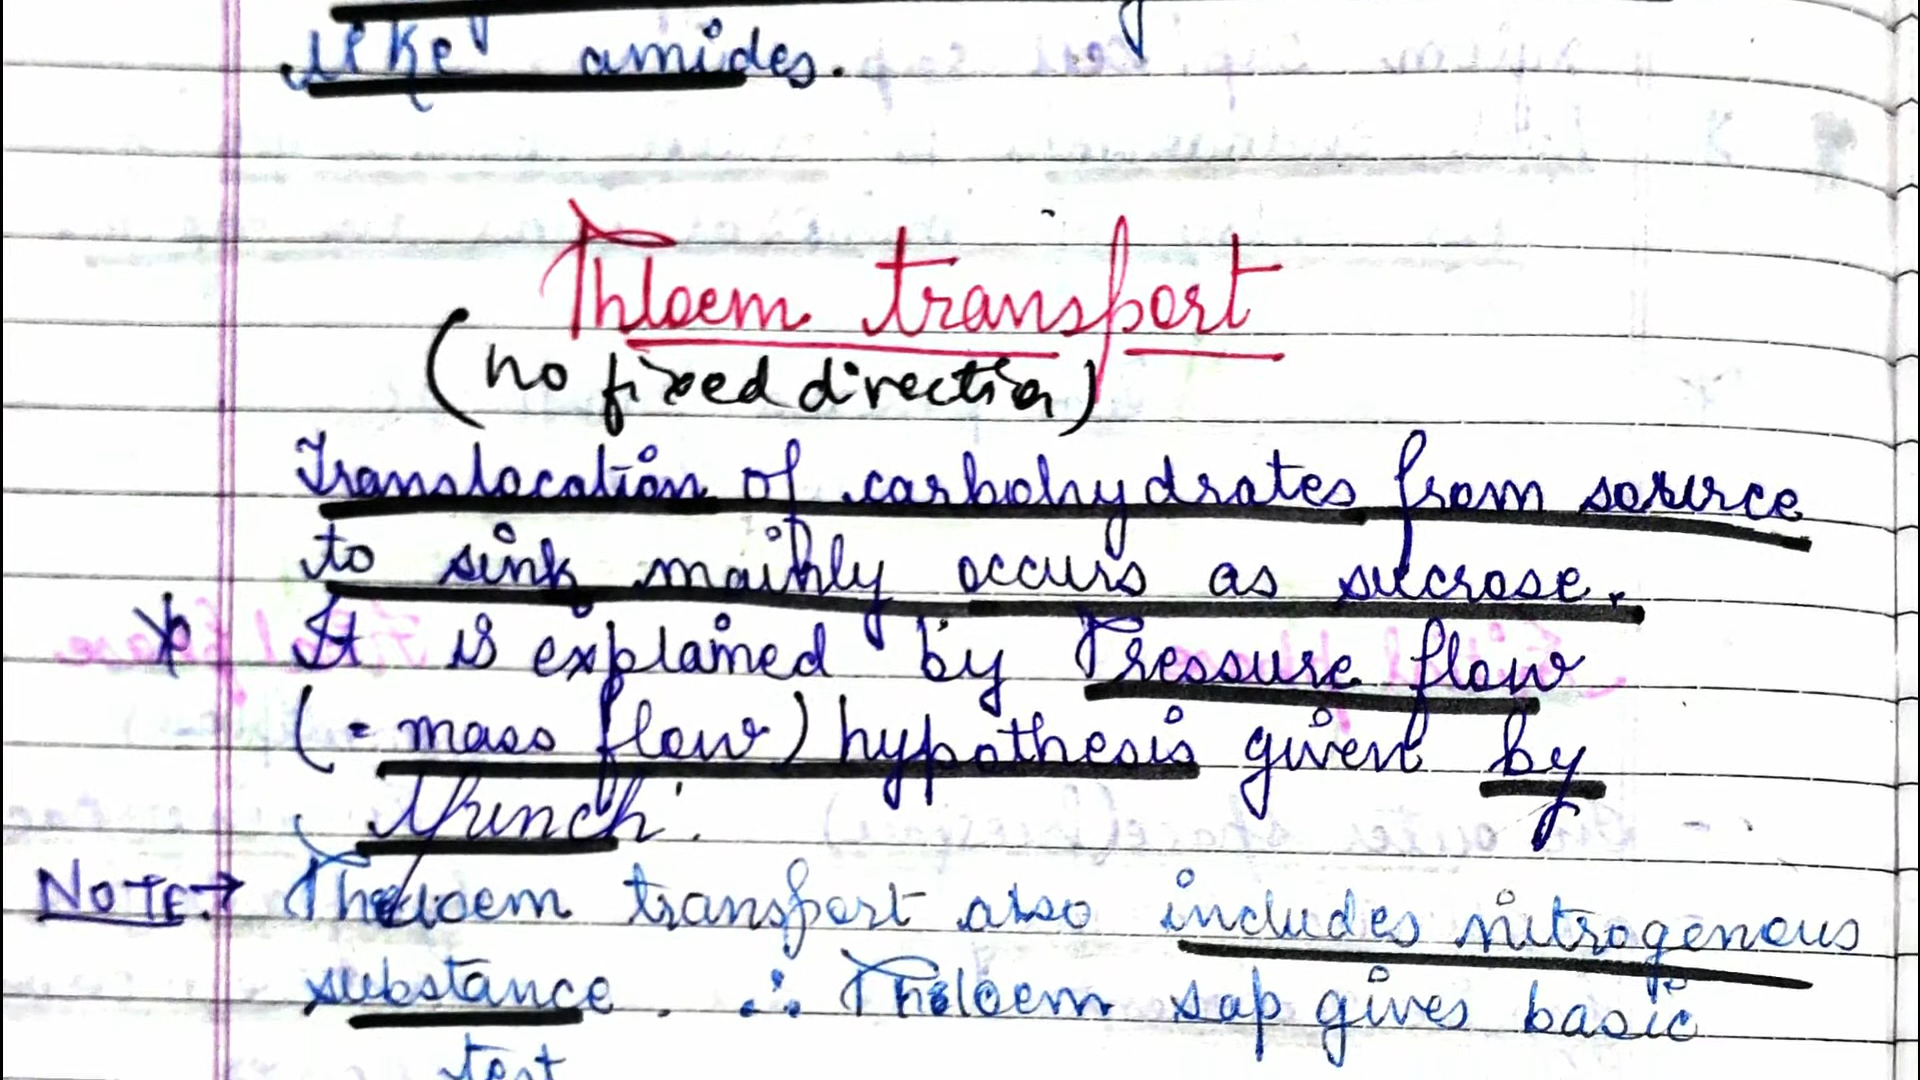 like amides.
Phloem transport
(no fixed direction)
Translocation of carbohydrates from source
to sink mainly occurs as sucrose.
* It is explained by Pressure flow
(- mass flow) hypothesis given by
Munch.
NOTE:→ Phloem transport also includes nitrogenous
substance. ∴ Phloem sap gives basic
test